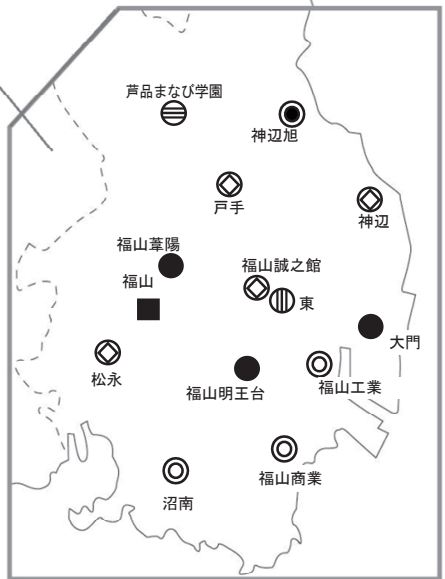 芦品まなび学園
神辺旭
戸手
神辺
福山葦陽
福山誠之館
福山
東
大門
松永
福山工業
福山明王台
福山商業
沼南